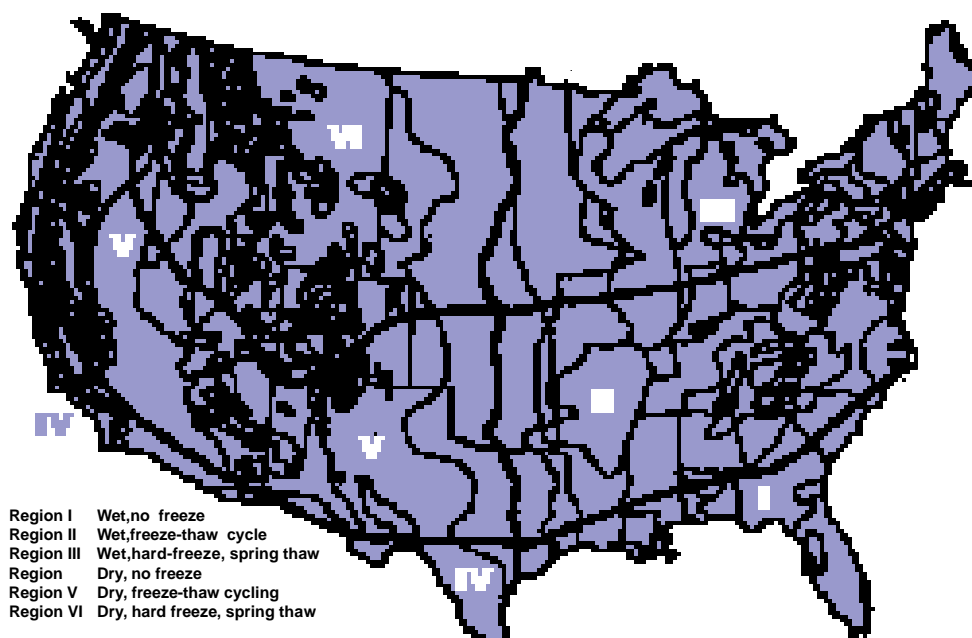 VI
V
IV
V
I
Region I Wet,no freeze
Region II Wet,freeze-thaw cycle
Region III Wet,hard-freeze, spring thaw
Region Dry, no freeze
Region V Dry, freeze-thaw cycling
Region VI Dry, hard freeze, spring thaw
IV